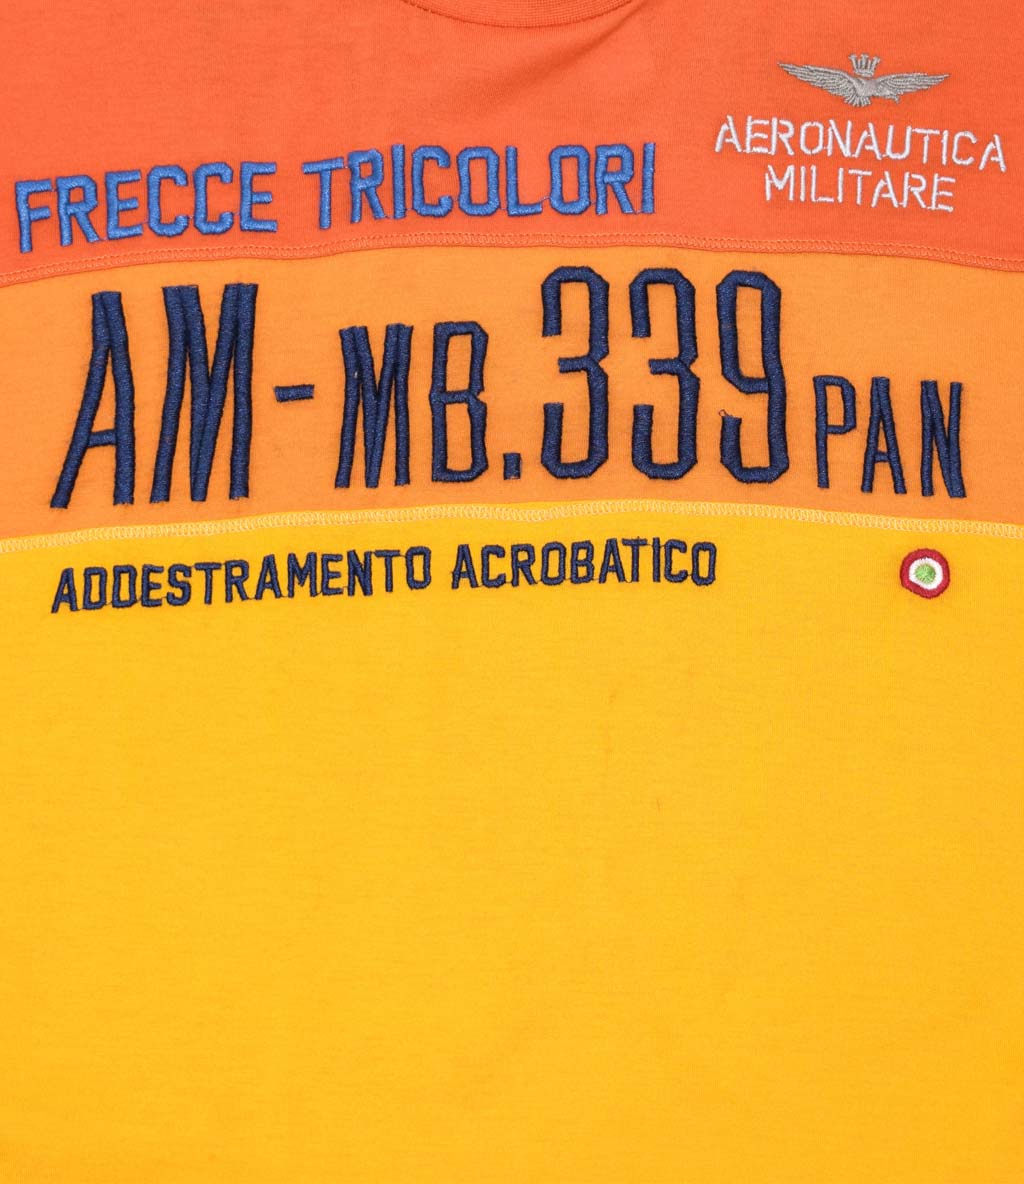 AERONAUTICA
MILITARE
FRECCE TRICOLORI
AM-MB.339 PAN
ADDESTRAMENTO ACROBATICO